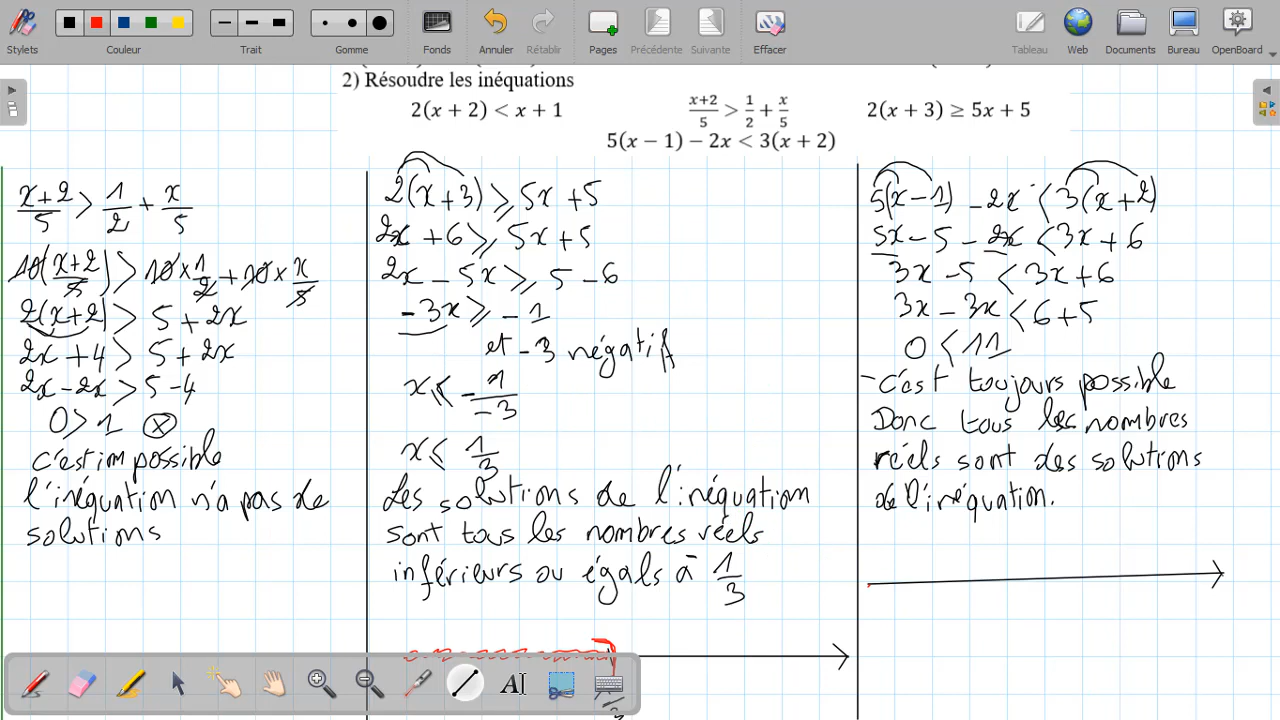 Stylets
Couleur
Trait
Gomme
Fonds
Annuler
Rétablir
Pages
Précédente
Suivante
Effacer
Tableau
Web
Documents
Bureau
OpenBoard
2) Résoudre les inéquations
2(x + 2) < x + 1
(x+2)/5 > 1/2 + x/5
2(x + 3) ≥ 5x + 5
5(x − 1) − 2x < 3(x + 2)
(x+2)/5 > 1/2 + x/5
10(x+2)/5 > 10 × 1/2 + 10 × x/5
2(x+2) > 5 + 2x
2x + 4 > 5 + 2x
2x − 2x > 5 − 4
0 > 1 ⊗
c'est impossible
l'inéquation n'a pas de
solutions
2(x+3) ≥ 5x + 5
2x + 6 ≥ 5x + 5
2x − 5x ≥ 5 − 6
−3x ≥ −1
et −3 négatif
x ≤ −1/−3
x ≤ 1/3
Les solutions de l'inéquation
sont tous les nombres réels
inférieurs ou égals à 1/3
5(x−1) − 2x < 3(x+2)
5x − 5 − 2x < 3x + 6
3x − 5 < 3x + 6
3x − 3x < 6 + 5
0 < 11
c'est toujours possible
Donc tous les nombres
réels sont des solutions
de l'inéquation.